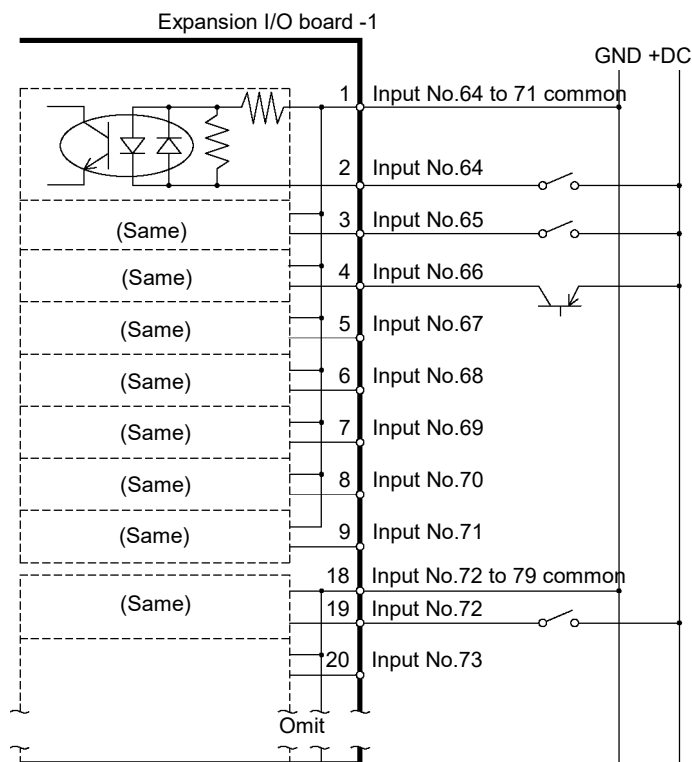 Expansion I/O board -1
GND +DC
1 Input No.64 to 71 common
2 Input No.64
(Same) 3 Input No.65
(Same) 4 Input No.66
(Same) 5 Input No.67
(Same) 6 Input No.68
(Same) 7 Input No.69
(Same) 8 Input No.70
(Same) 9 Input No.71
18 Input No.72 to 79 common
(Same) 19 Input No.72
20 Input No.73
Omit